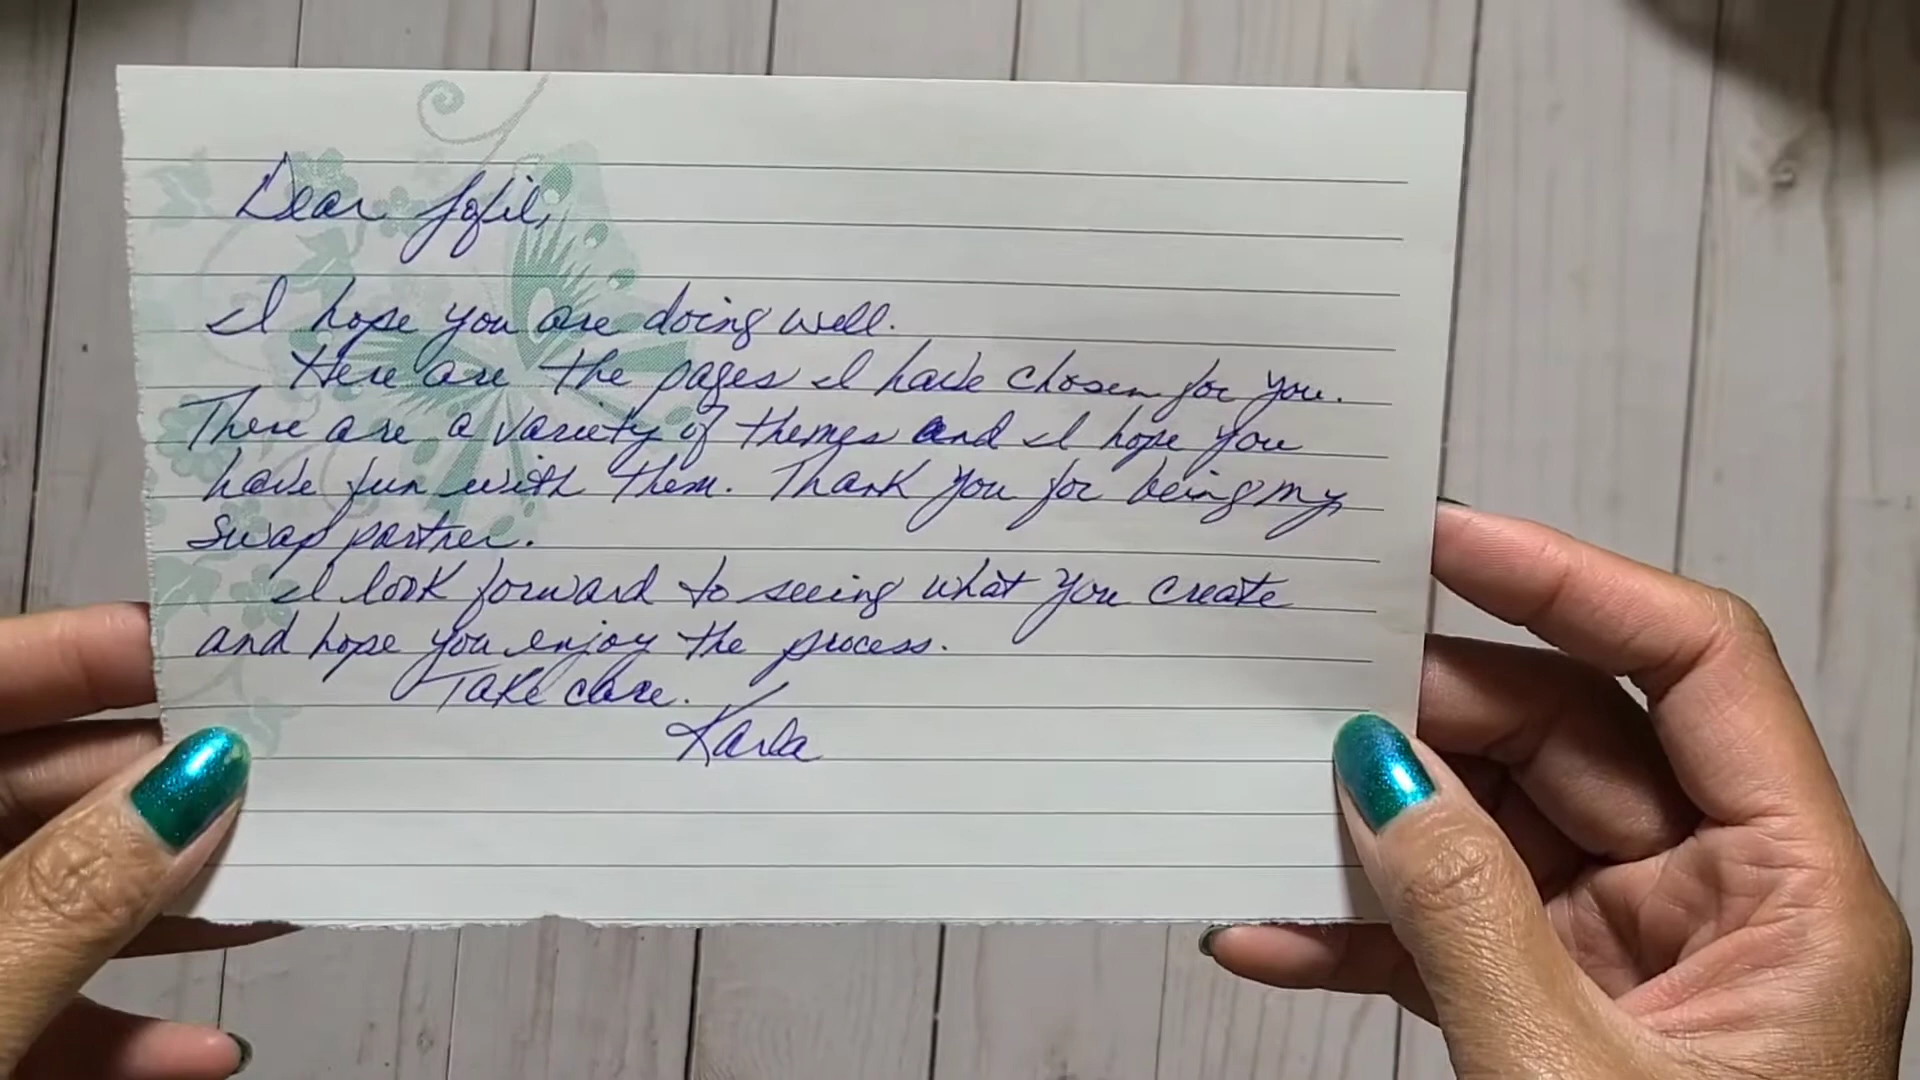 Dear Sofie,
I hope you are doing well.
Here are the pages I have chosen for you.
There are a variety of themes and I hope you
have fun with them. Thank you for being my
swap partner.
I look forward to seeing what you create
and hope you enjoy the process.
Take care.
Karla